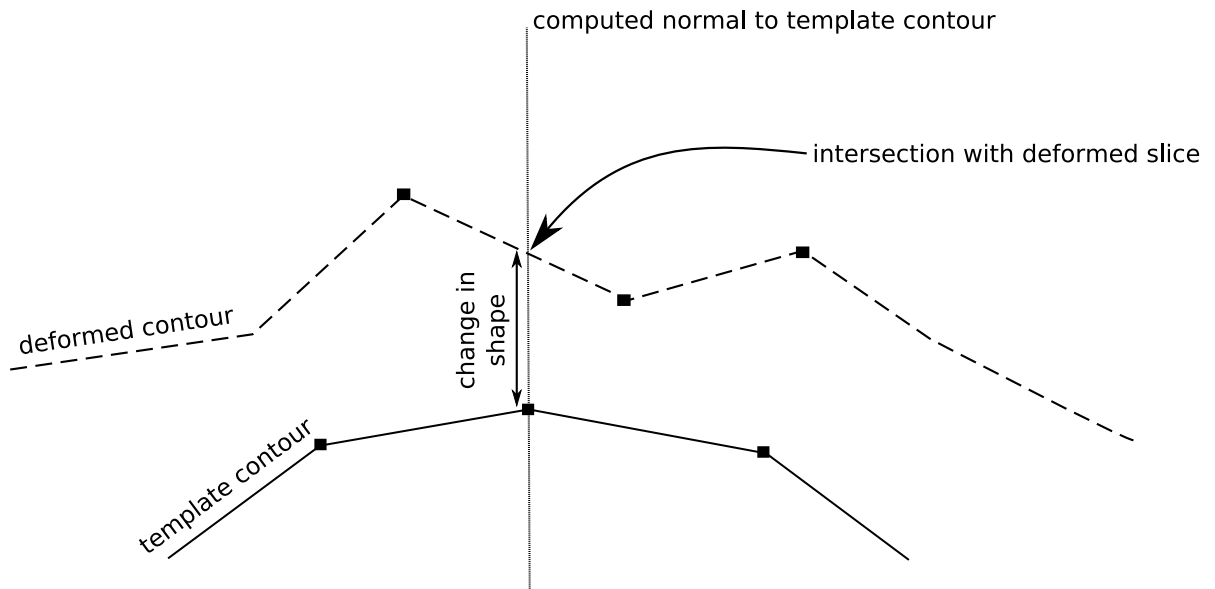 computed normal to template contour
intersection with deformed slice
deformed contour
change in
shape
template contour